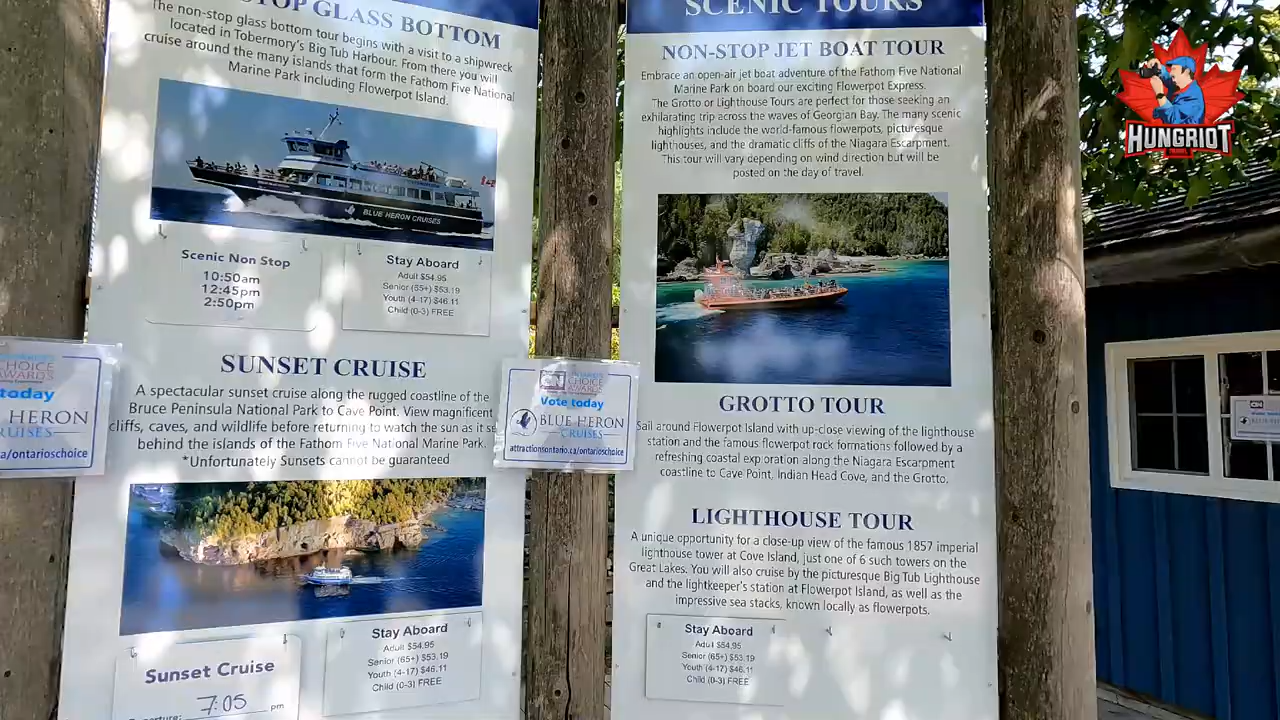 STOP GLASS BOTTOM
The non-stop glass bottom tour begins with a visit to a shipwreck
located in Tobermory's Big Tub Harbour. From there you will
cruise around the many islands that form the Fathom Five National
Marine Park including Flowerpot Island.
BLUE HERON CRUISES
Scenic Non Stop
10:50am
12:45pm
2:50pm
Stay Aboard
Adult $54.95
Senior (65+) $53.19
Youth (4-17) $46.11
Child (0-3) FREE
SUNSET CRUISE
A spectacular sunset cruise along the rugged coastline of the
Bruce Peninsula National Park to Cave Point. View magnificent
cliffs, caves, and wildlife before returning to watch the sun as it
behind the islands of the Fathom Five National Marine Park.
*Unfortunately Sunsets cannot be guaranteed
Sunset Cruise
7:05 pm
Stay Aboard
Adult $54.95
Senior (65+) $53.19
Youth (4-17) $46.11
Child (0-3) FREE
CHOICE
AWARDS
today
HERON
CRUISES
ca/ontarioschoice
CHOICE
AWARDS
Vote today
BLUE HERON
CRUISES
attractionsontario.ca/ontarioschoice
SCENIC TOURS
NON-STOP JET BOAT TOUR
Embrace an open-air jet boat adventure of the Fathom Five National
Marine Park on board our exciting Flowerpot Express.
The Grotto or Lighthouse Tours are perfect for those seeking an
exhilarating trip across the waves of Georgian Bay. The many scenic
highlights include the world-famous flowerpots, picturesque
lighthouses, and the dramatic cliffs of the Niagara Escarpment.
This tour will vary depending on wind direction but will be
posted on the day of travel.
GROTTO TOUR
Sail around Flowerpot Island with up-close viewing of the lighthouse
station and the famous flowerpot rock formations followed by a
refreshing coastal exploration along the Niagara Escarpment
coastline to Cave Point, Indian Head Cove, and the Grotto.
LIGHTHOUSE TOUR
A unique opportunity for a close-up view of the famous 1857 imperial
lighthouse tower at Cove Island, just one of 6 such towers on the
Great Lakes. You will also cruise by the picturesque Big Tub Lighthouse
and the lightkeeper's station at Flowerpot Island, as well as the
impressive sea stacks, known locally as flowerpots.
Stay Aboard
Adult $54.95
Senior (65+) $53.19
Youth (4-17) $46.11
Child (0-3) FREE
HUNGRIOT